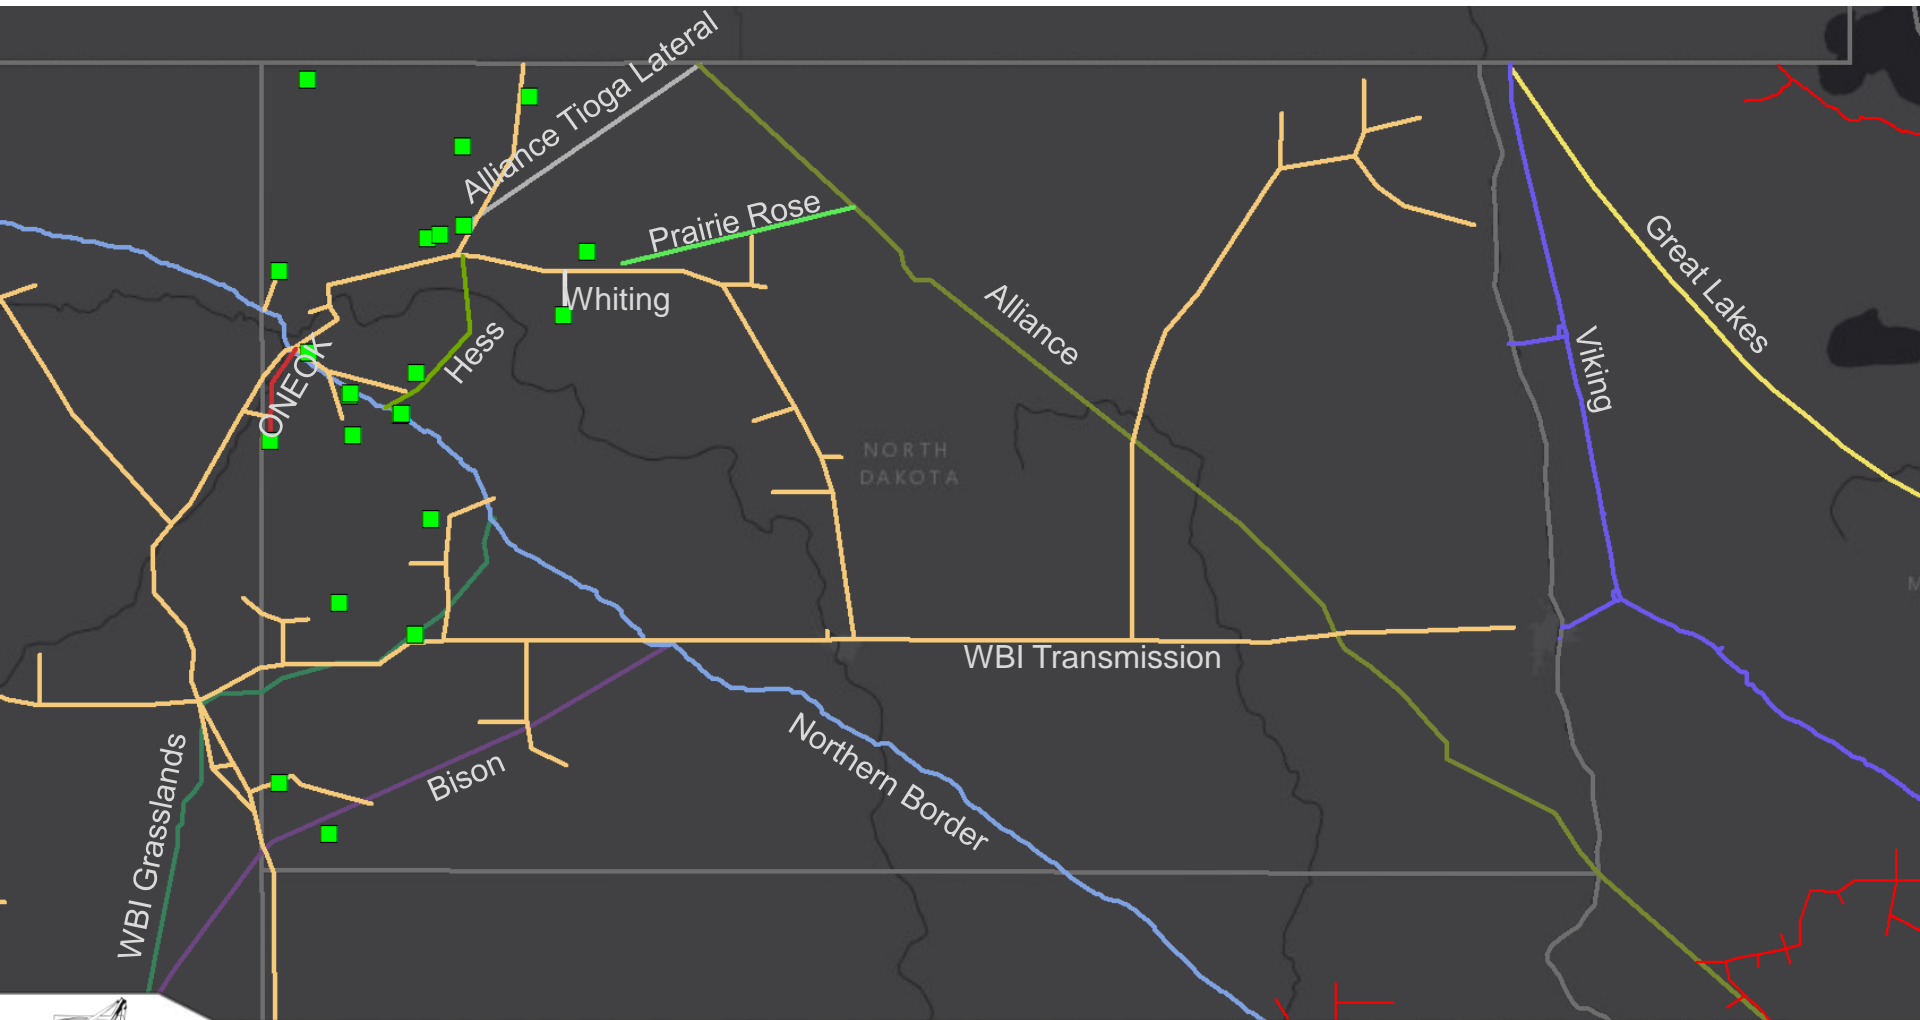 Alliance Tioga Lateral
Prairie Rose
Great Lakes
Whiting
Alliance
Hess
Viking
ONEOK
NORTH
DAKOTA
M
WBI Transmission
Northern Border
Bison
WBI Grasslands